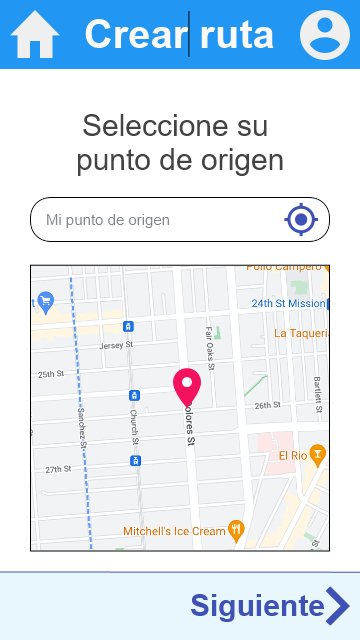 Crear ruta
Seleccione su
punto de origen
Mi punto de origen
Pollo Campero
24th St Mission
La Taqueria
Fair Oaks St
Jersey St
25th St
Bartlett St
26th St
Dolores St
Church St
Sanchez St
El Rio
27th St
Mitchell's Ice Cream
Siguiente